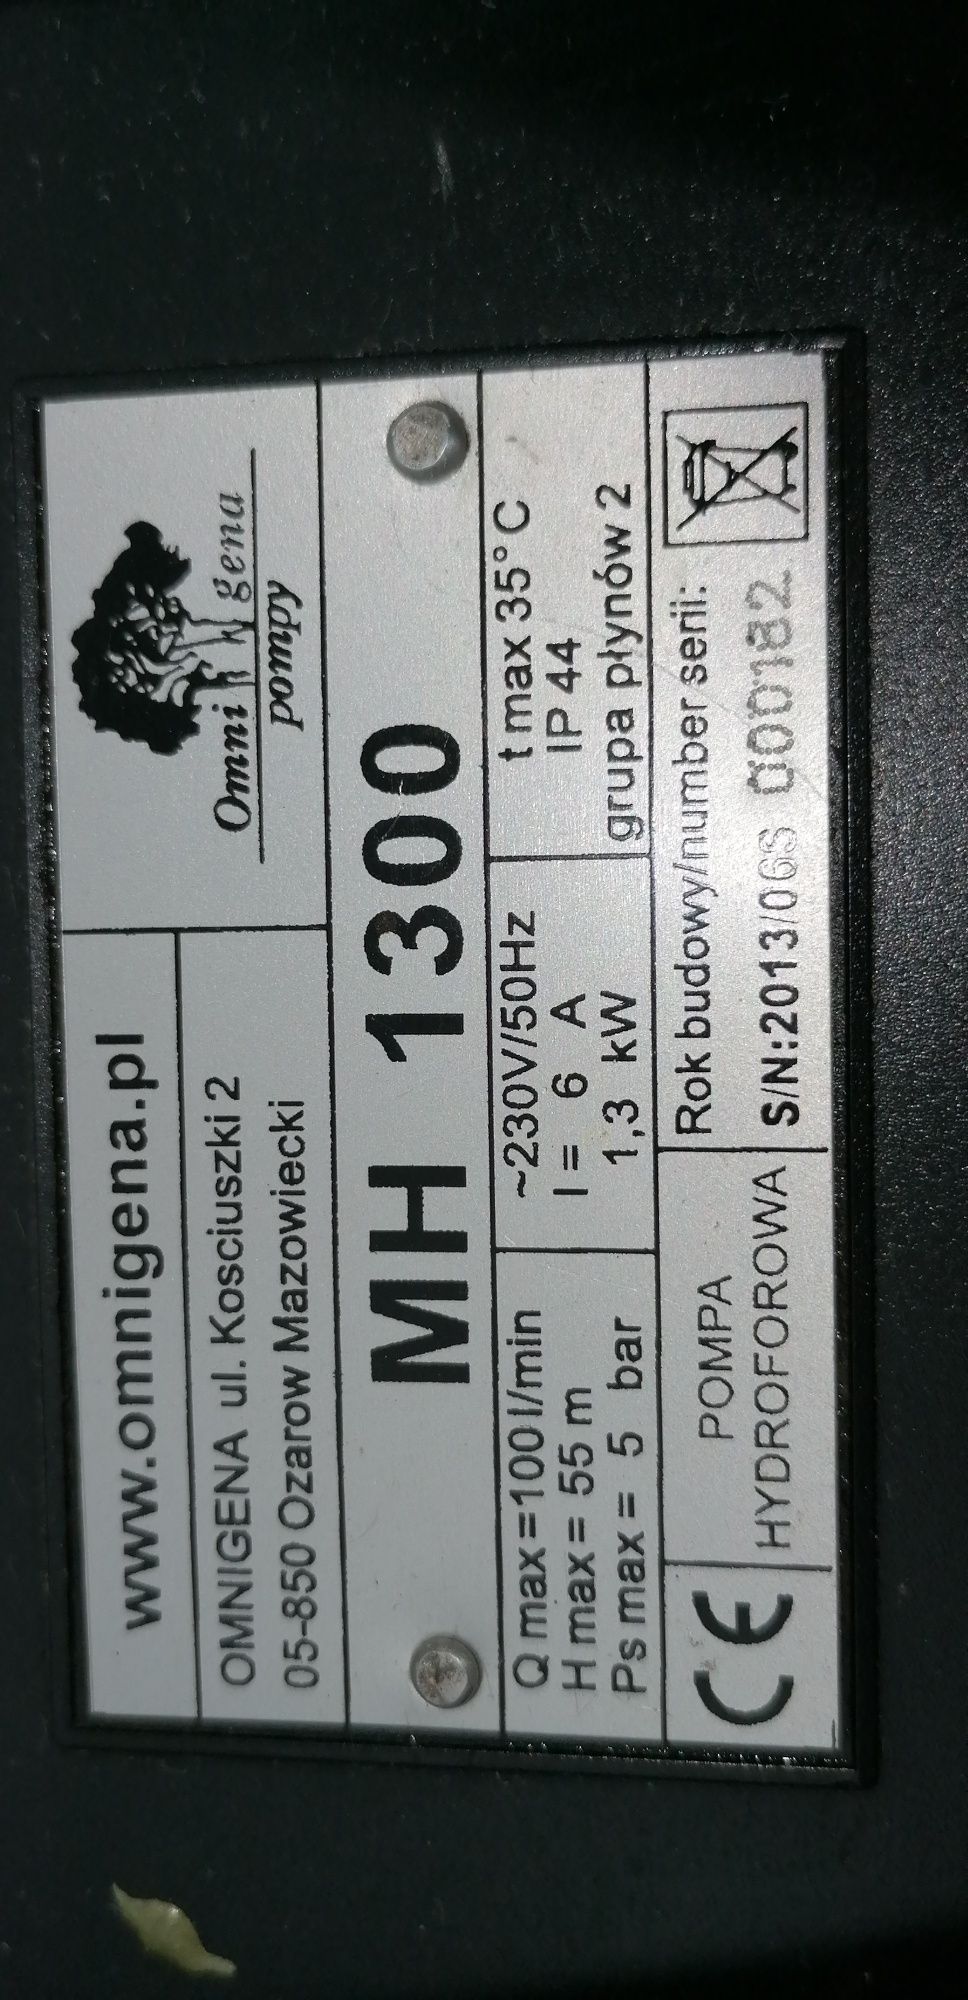 www.omnigena.pl
OMNIGENA ul. Kosciuszki 2
05-850 Ozarow Mazowiecki
Omni gena
pompy
MH 1300
Q max=100 l/min
H max= 55 m
Ps max= 5 bar
~230V/50Hz
I= 6 A
1,3 kW
t max 35°C
IP 44
grupa płynów 2
CE
POMPA
HYDROFOROWA
Rok budowy/number serii:
S/N:2013/06S 000182